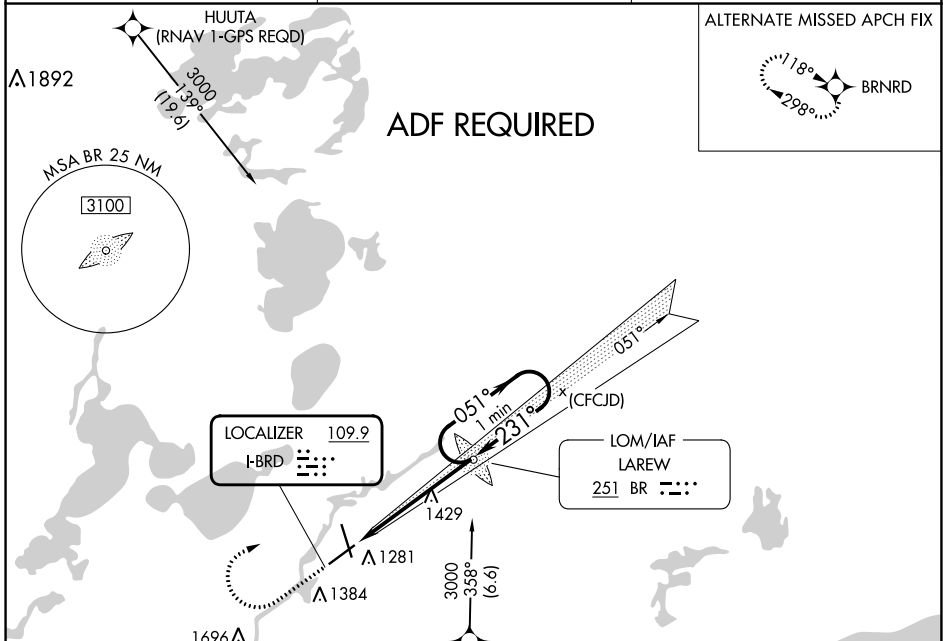 HUUTA
(RNAV 1-GPS REQD)
3000
139°
(19.6)
1892
ADF REQUIRED
ALTERNATE MISSED APCH FIX
118°
298°
BRNRD
MSA BR 25 NM
3100
051°
051°
1 min
231°
(CFCJD)
LOCALIZER 109.9
I-BRD
LOM/IAF
LAREW
251 BR
1429
1281
1384
3000
358°
(6.6)
1696